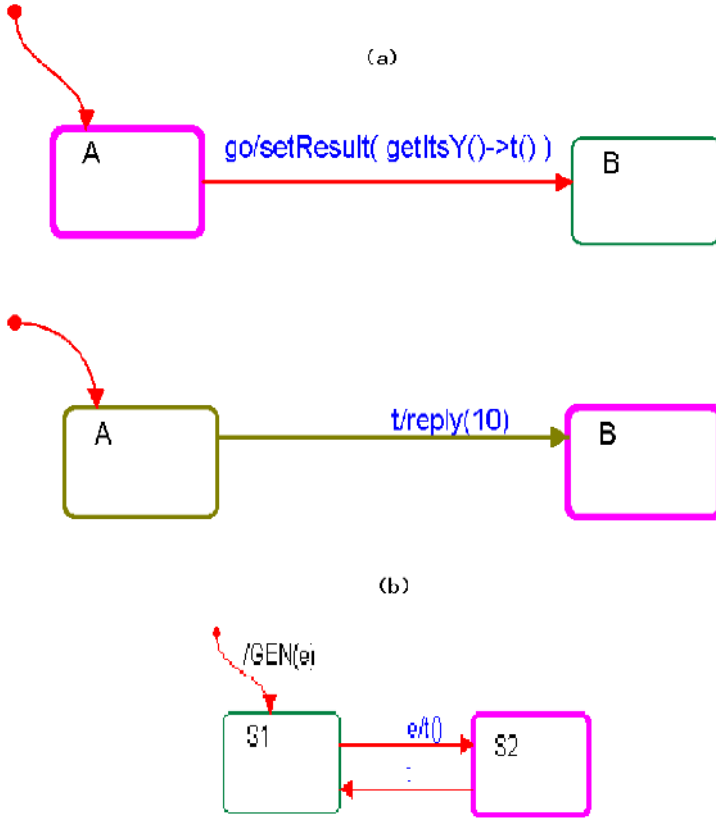 (a)
A
go/setResult( getItsY()->t() )
B
A
t/reply(10)
B
(b)
/GEN(e)
S1
e/t()
S2